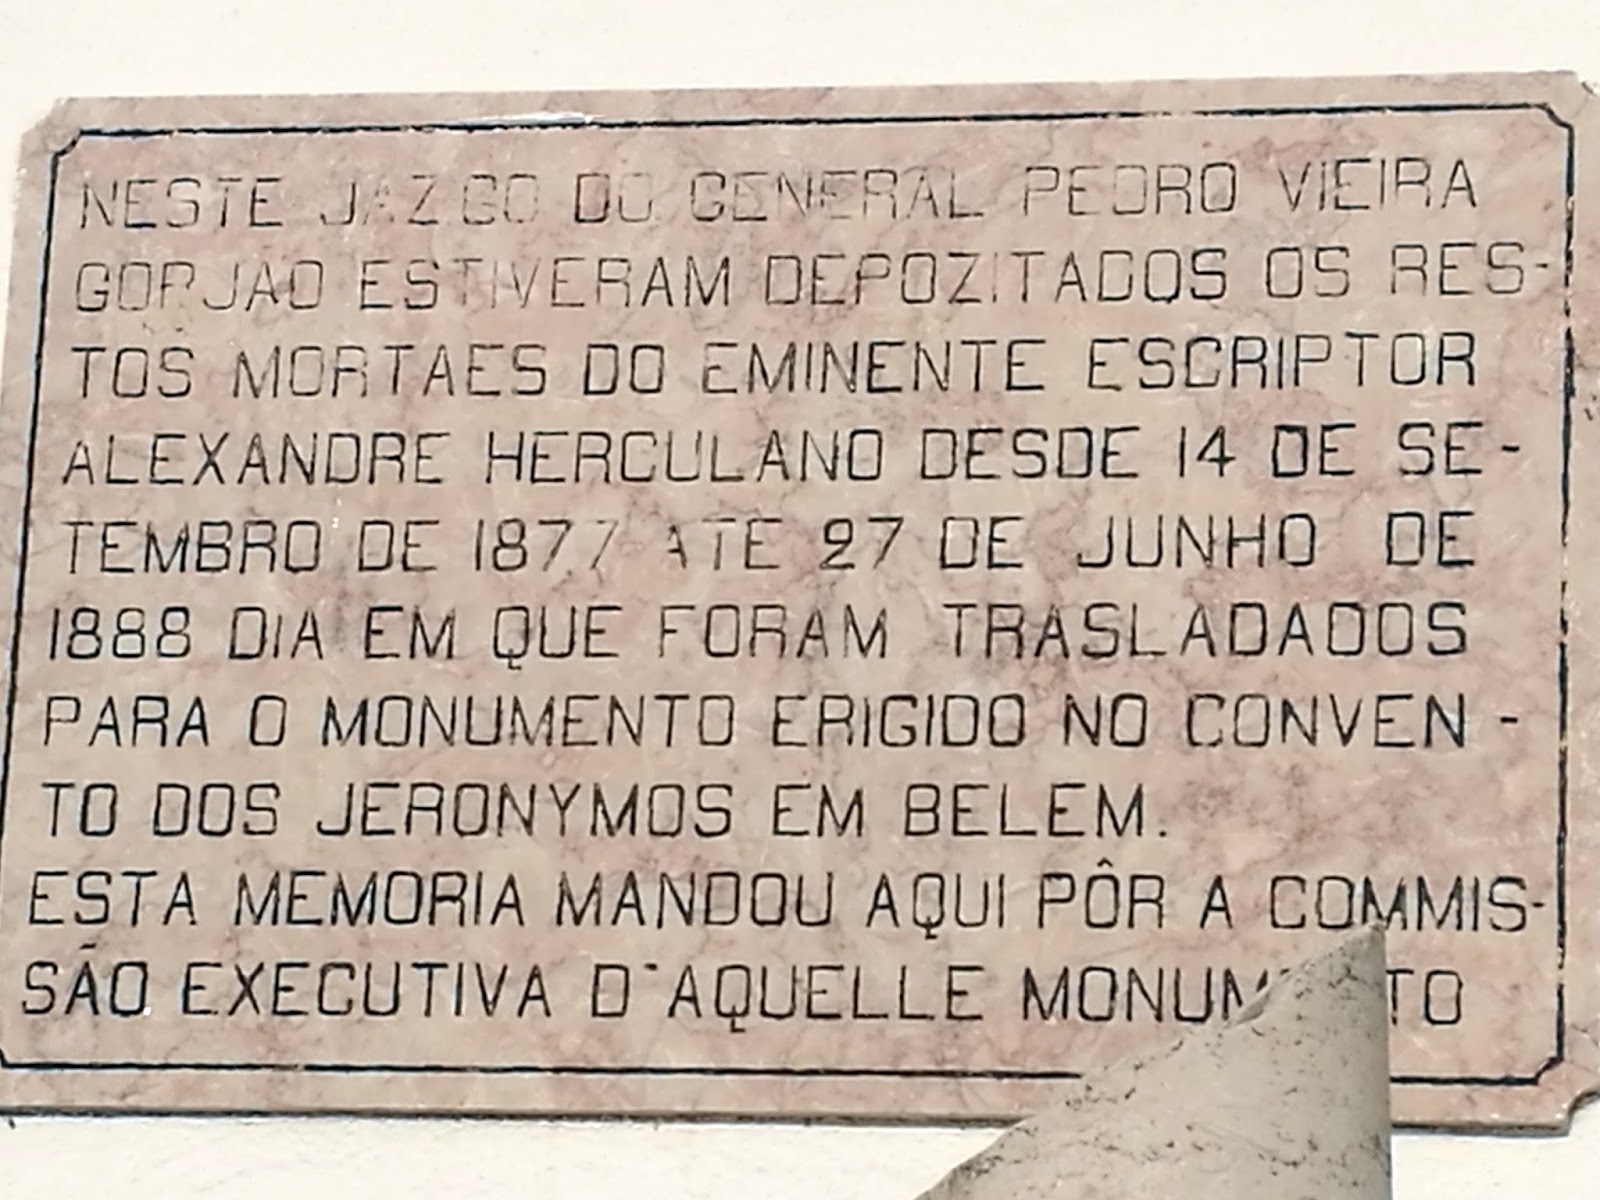 NESTE JAZIGO DO GENERAL PEDRO VIEIRA
GORJAO ESTIVERAM DEPOZITADOS OS RES-
TOS MORTAES DO EMINENTE ESCRIPTOR
ALEXANDRE HERCULANO DESDE 14 DE SE-
TEMBRO DE 1877 ATE 27 DE JUNHO DE
1888 DIA EM QUE FORAM TRASLADADOS
PARA O MONUMENTO ERIGIDO NO CONVEN-
TO DOS JERONYMOS EM BELEM.
ESTA MEMORIA MANDOU AQUI PÔR A COMMIS-
SÃO EXECUTIVA D'AQUELLE MONUMENTO